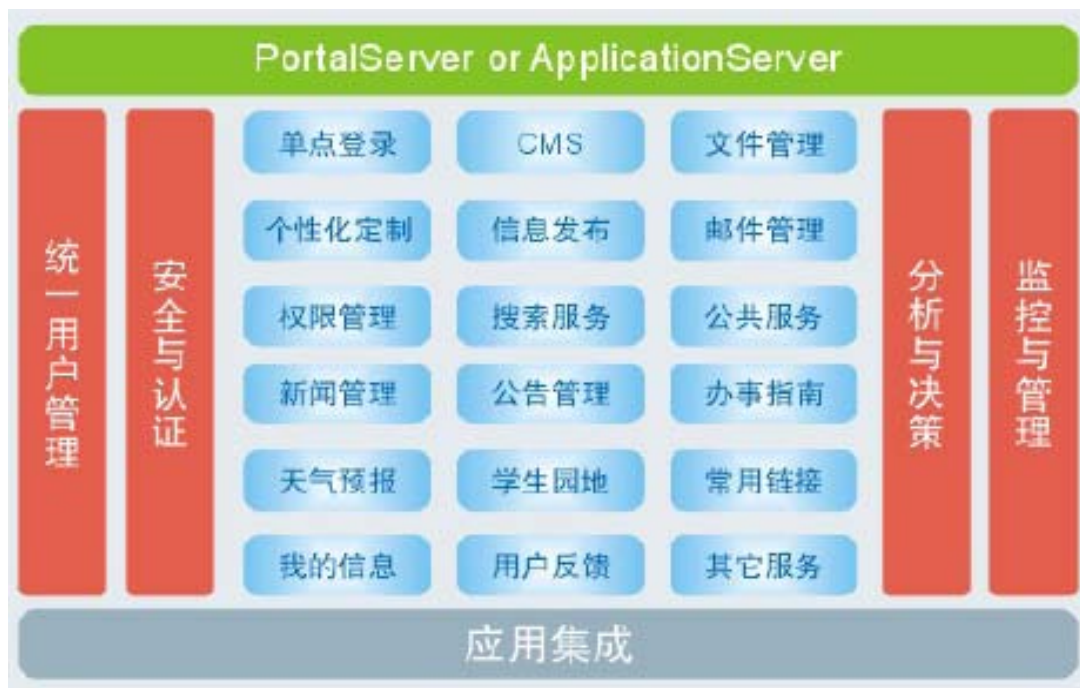 PortalServer or ApplicationServer
统一用户管理
安全与认证
单点登录
CMS
文件管理
个性化定制
信息发布
邮件管理
权限管理
搜索服务
公共服务
新闻管理
公告管理
办事指南
天气预报
学生园地
常用链接
我的信息
用户反馈
其它服务
分析与决策
监控与管理
应用集成